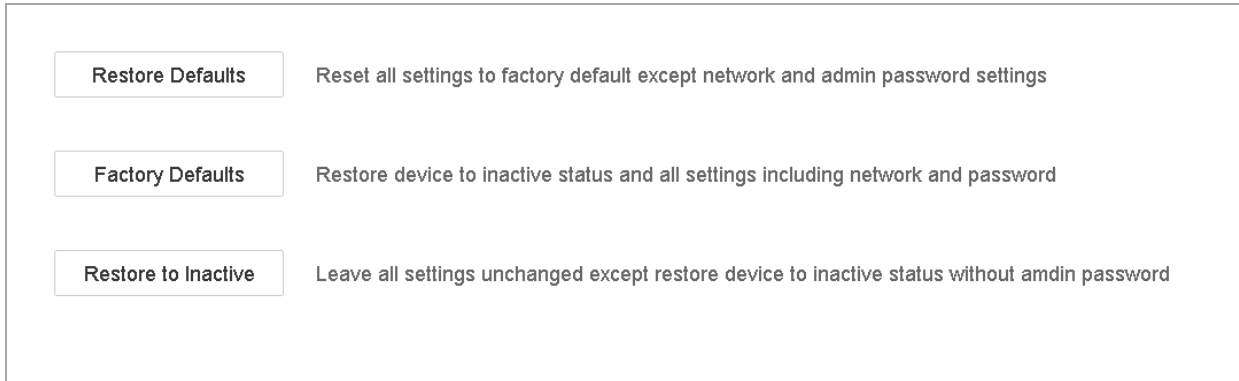 Restore Defaults Reset all settings to factory default except network and admin password settings
Factory Defaults Restore device to inactive status and all settings including network and password
Restore to Inactive Leave all settings unchanged except restore device to inactive status without amdin password